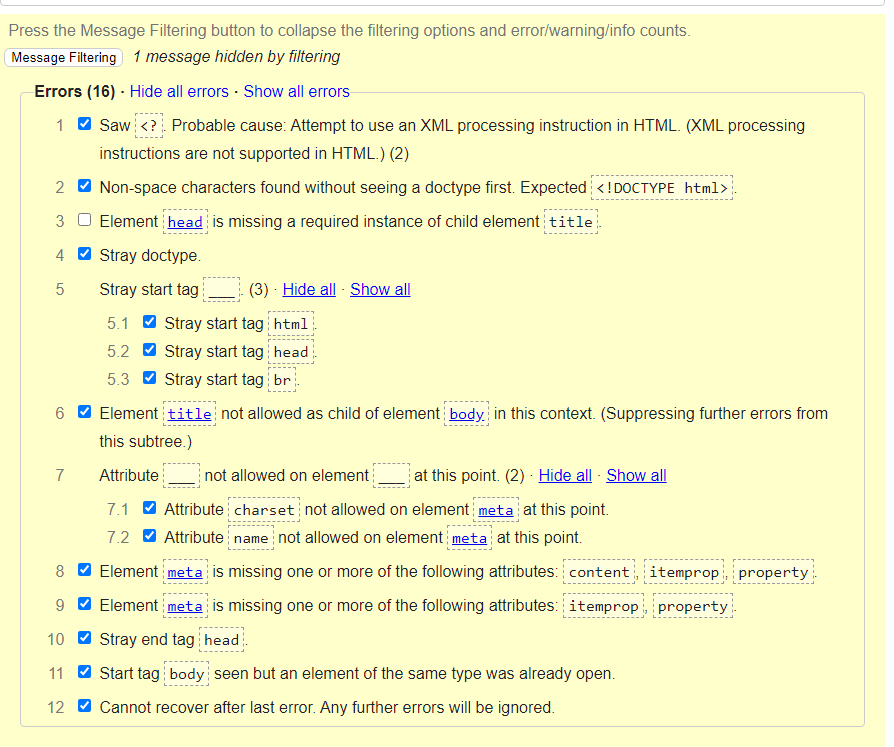 Press the Message Filtering button to collapse the filtering options and error/warning/info counts.
Message Filtering 1 message hidden by filtering
Errors (16) · Hide all errors · Show all errors
1 Saw <?. Probable cause: Attempt to use an XML processing instruction in HTML. (XML processing
instructions are not supported in HTML.) (2)
2 Non-space characters found without seeing a doctype first. Expected <!DOCTYPE html>.
3 Element head is missing a required instance of child element title.
4 Stray doctype.
5 Stray start tag ___. (3) · Hide all · Show all
5.1 Stray start tag html.
5.2 Stray start tag head.
5.3 Stray start tag br.
6 Element title not allowed as child of element body in this context. (Suppressing further errors from
this subtree.)
7 Attribute ___ not allowed on element ___ at this point. (2) · Hide all · Show all
7.1 Attribute charset not allowed on element meta at this point.
7.2 Attribute name not allowed on element meta at this point.
8 Element meta is missing one or more of the following attributes: content, itemprop, property.
9 Element meta is missing one or more of the following attributes: itemprop, property.
10 Stray end tag head.
11 Start tag body seen but an element of the same type was already open.
12 Cannot recover after last error. Any further errors will be ignored.